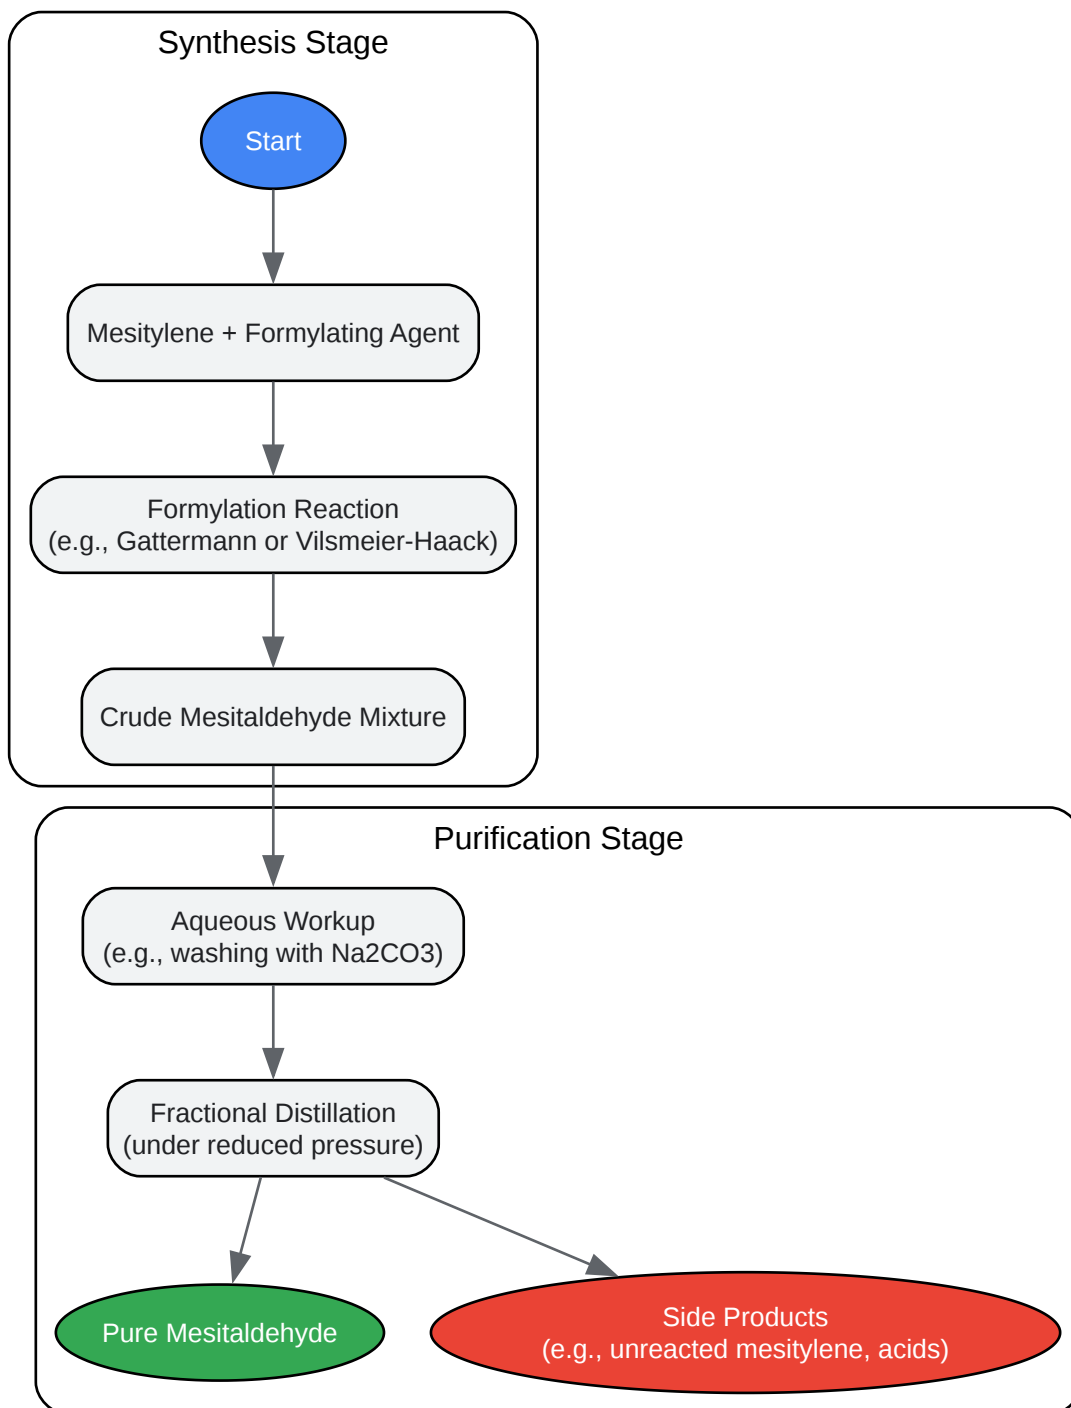 Synthesis Stage
Start
Mesitylene + Formylating Agent
Formylation Reaction
(e.g., Gattermann or Vilsmeier-Haack)
Crude Mesitaldehyde Mixture
Purification Stage
Aqueous Workup
(e.g., washing with Na2CO3)
Fractional Distillation
(under reduced pressure)
Pure Mesitaldehyde
Side Products
(e.g., unreacted mesitylene, acids)